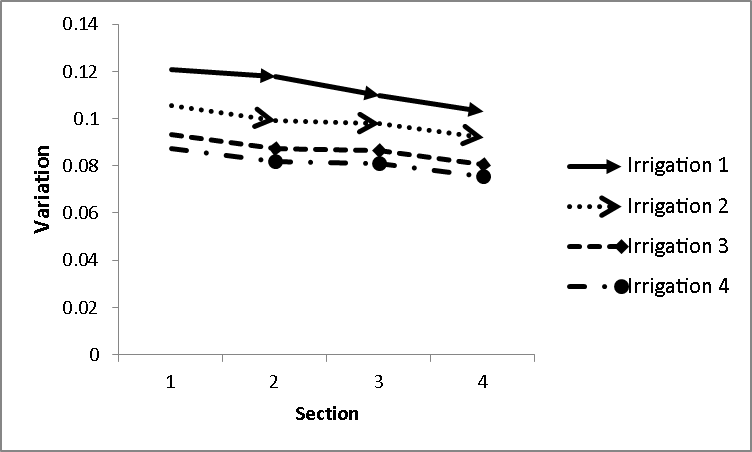 0.14
0.12
0.1
0.08
0.06
0.04
0.02
0
Variation
1 2 3 4
Section
Irrigation 1
Irrigation 2
Irrigation 3
Irrigation 4